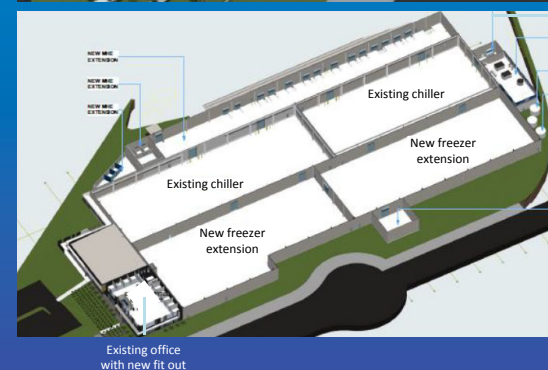 NEW MHE
EXTENSION
NEW MHE
EXTENSION
NEW MHE
EXTENSION
Existing chiller
New freezer
extension
Existing chiller
New freezer
extension
Existing office
with new fit out